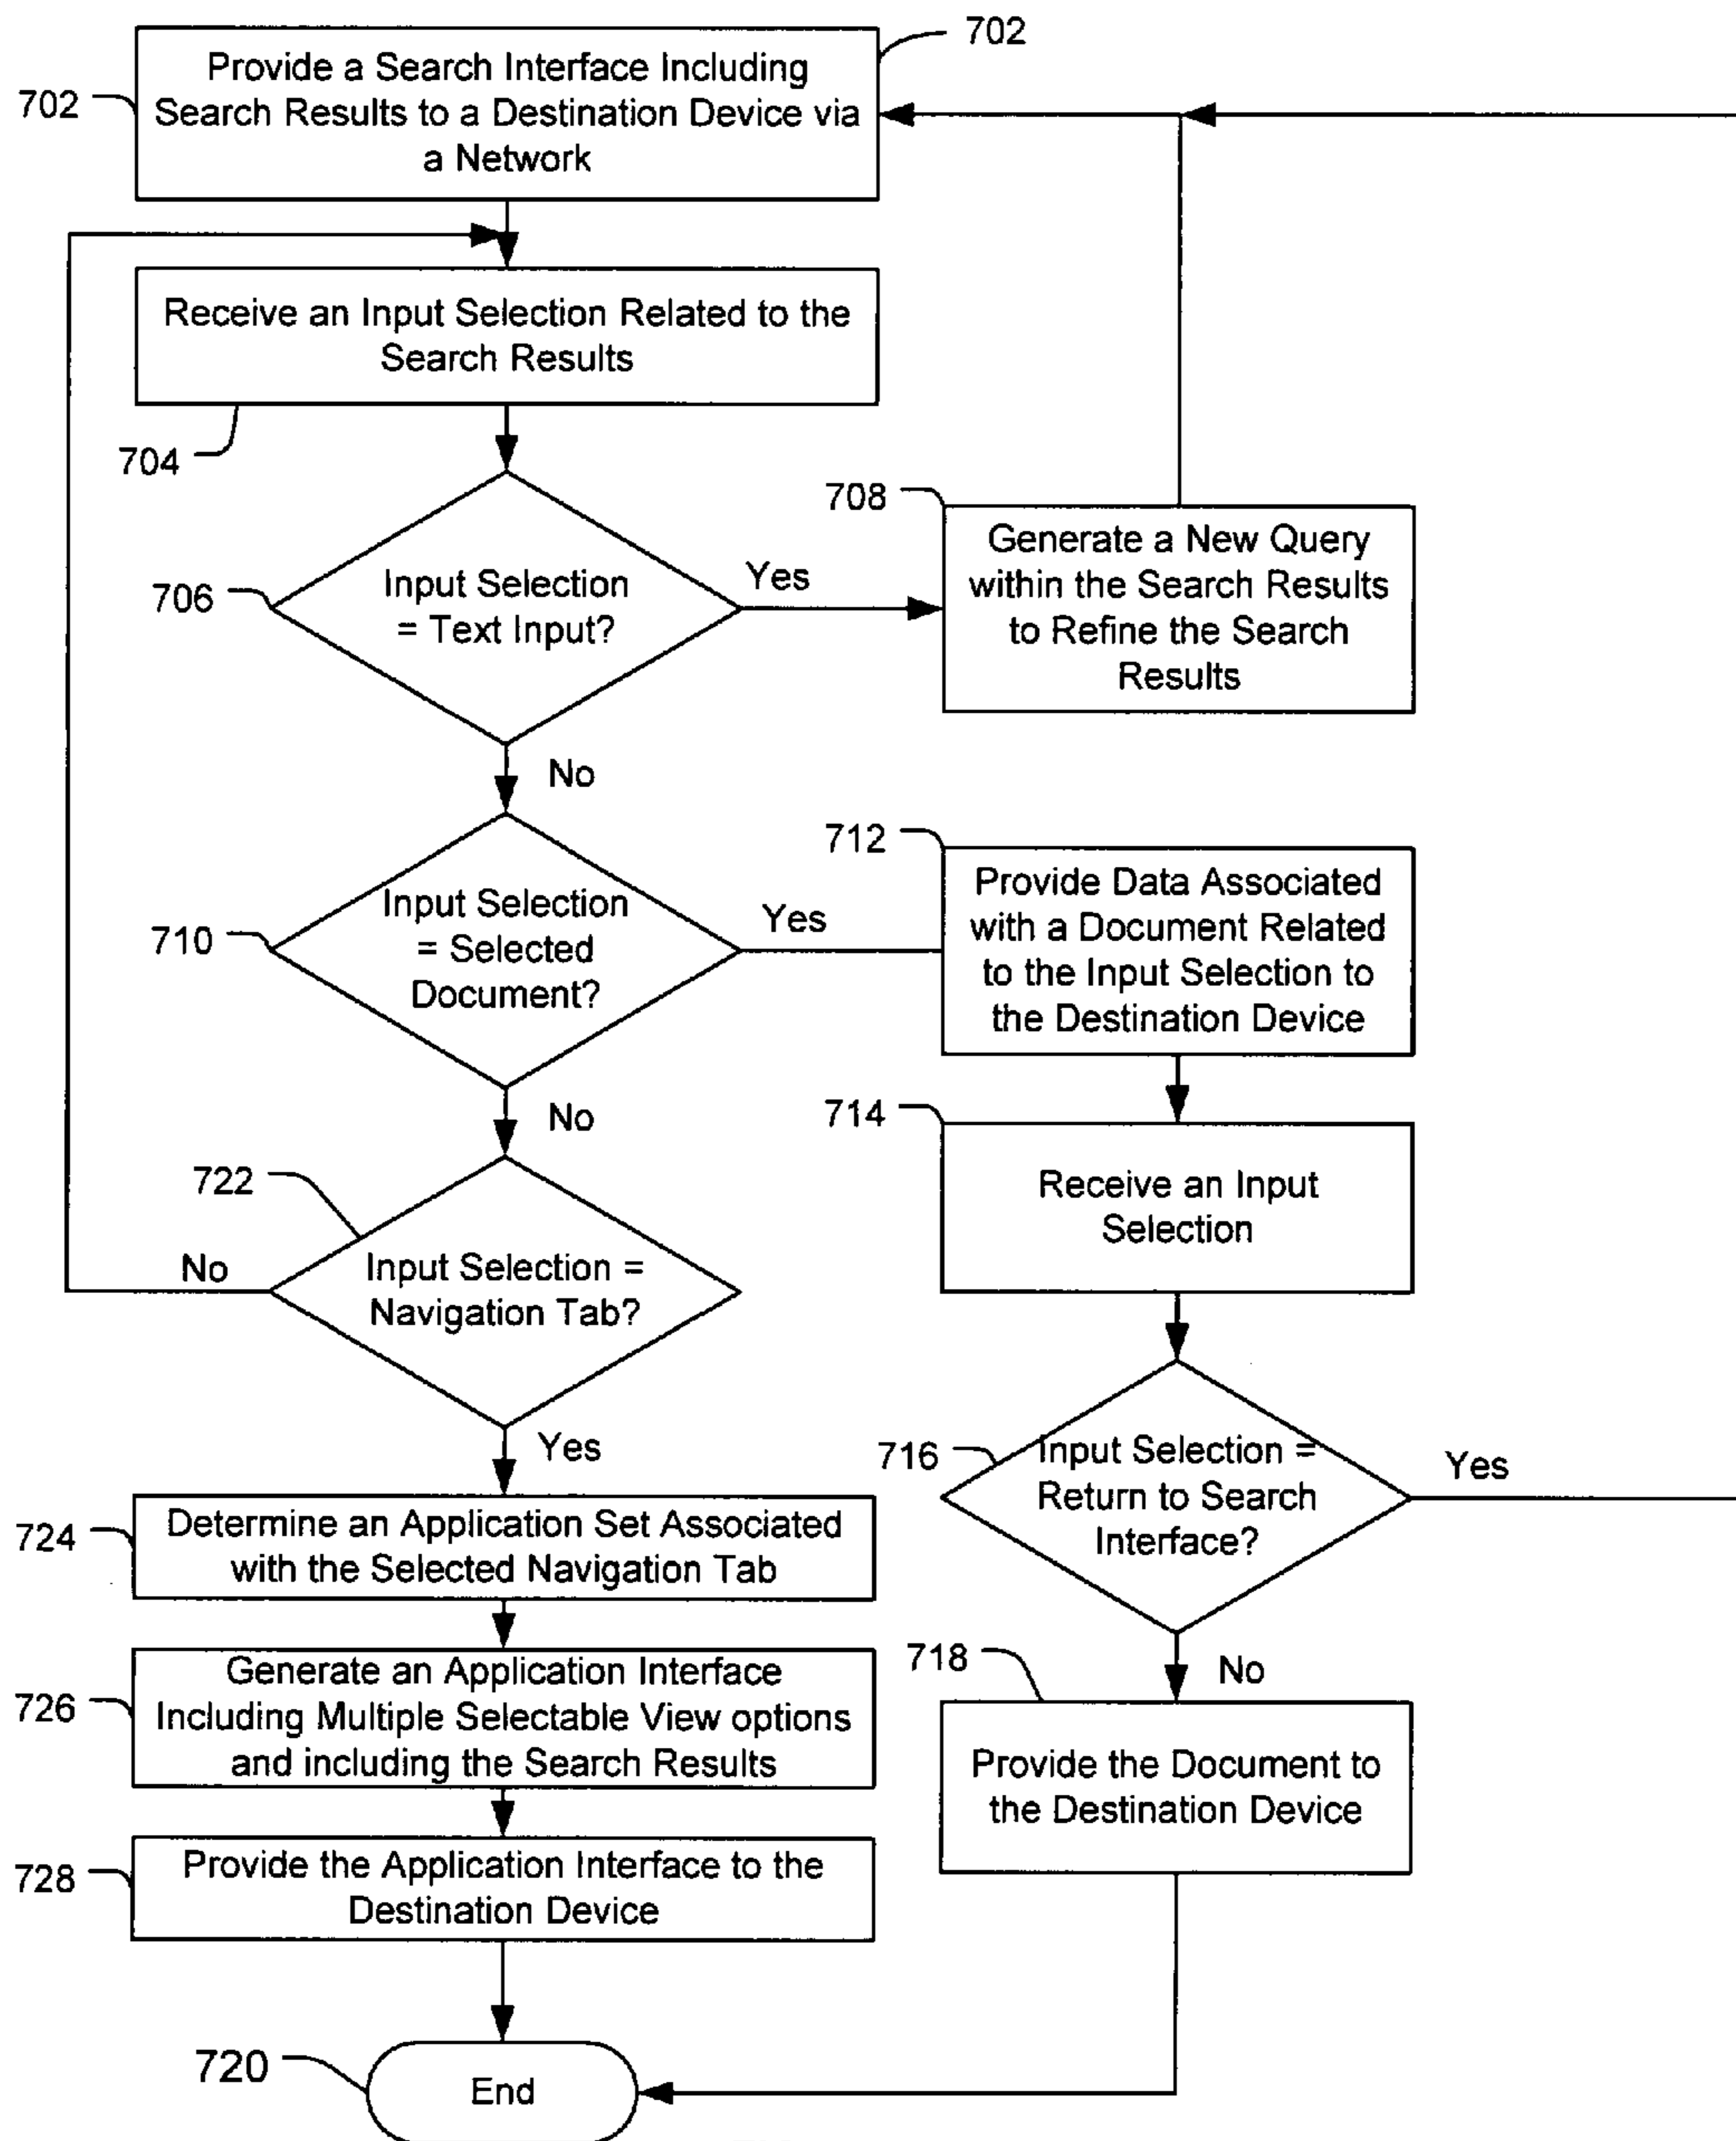 702
702
Provide a Search Interface Including
Search Results to a Destination Device via
a Network
Receive an Input Selection Related to the
Search Results
704
706
Input Selection
= Text Input?
Yes
708
Generate a New Query
within the Search Results
to Refine the Search
Results
No
710
Input Selection
= Selected
Document?
Yes
712
Provide Data Associated
with a Document Related
to the Input Selection to
the Destination Device
No
714
Receive an Input
Selection
722
Input Selection =
Navigation Tab?
No
Yes
716
Input Selection =
Return to Search
Interface?
Yes
No
724
Determine an Application Set Associated
with the Selected Navigation Tab
726
Generate an Application Interface
Including Multiple Selectable View options
and including the Search Results
718
Provide the Document to
the Destination Device
728
Provide the Application Interface to the
Destination Device
720
End